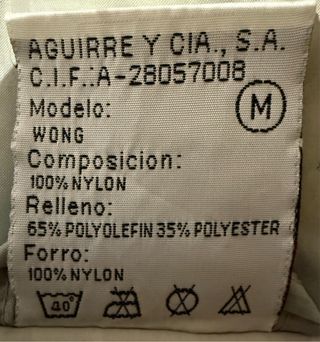 AGUIRRE Y CIA., S.A.
C.I.F.:A-28057008
Modelo:
M
WONG
Composicion:
100% NYLON
Relleno:
65% POLYOLEFIN 35% POLYESTER
Forro:
100% NYLON
40°